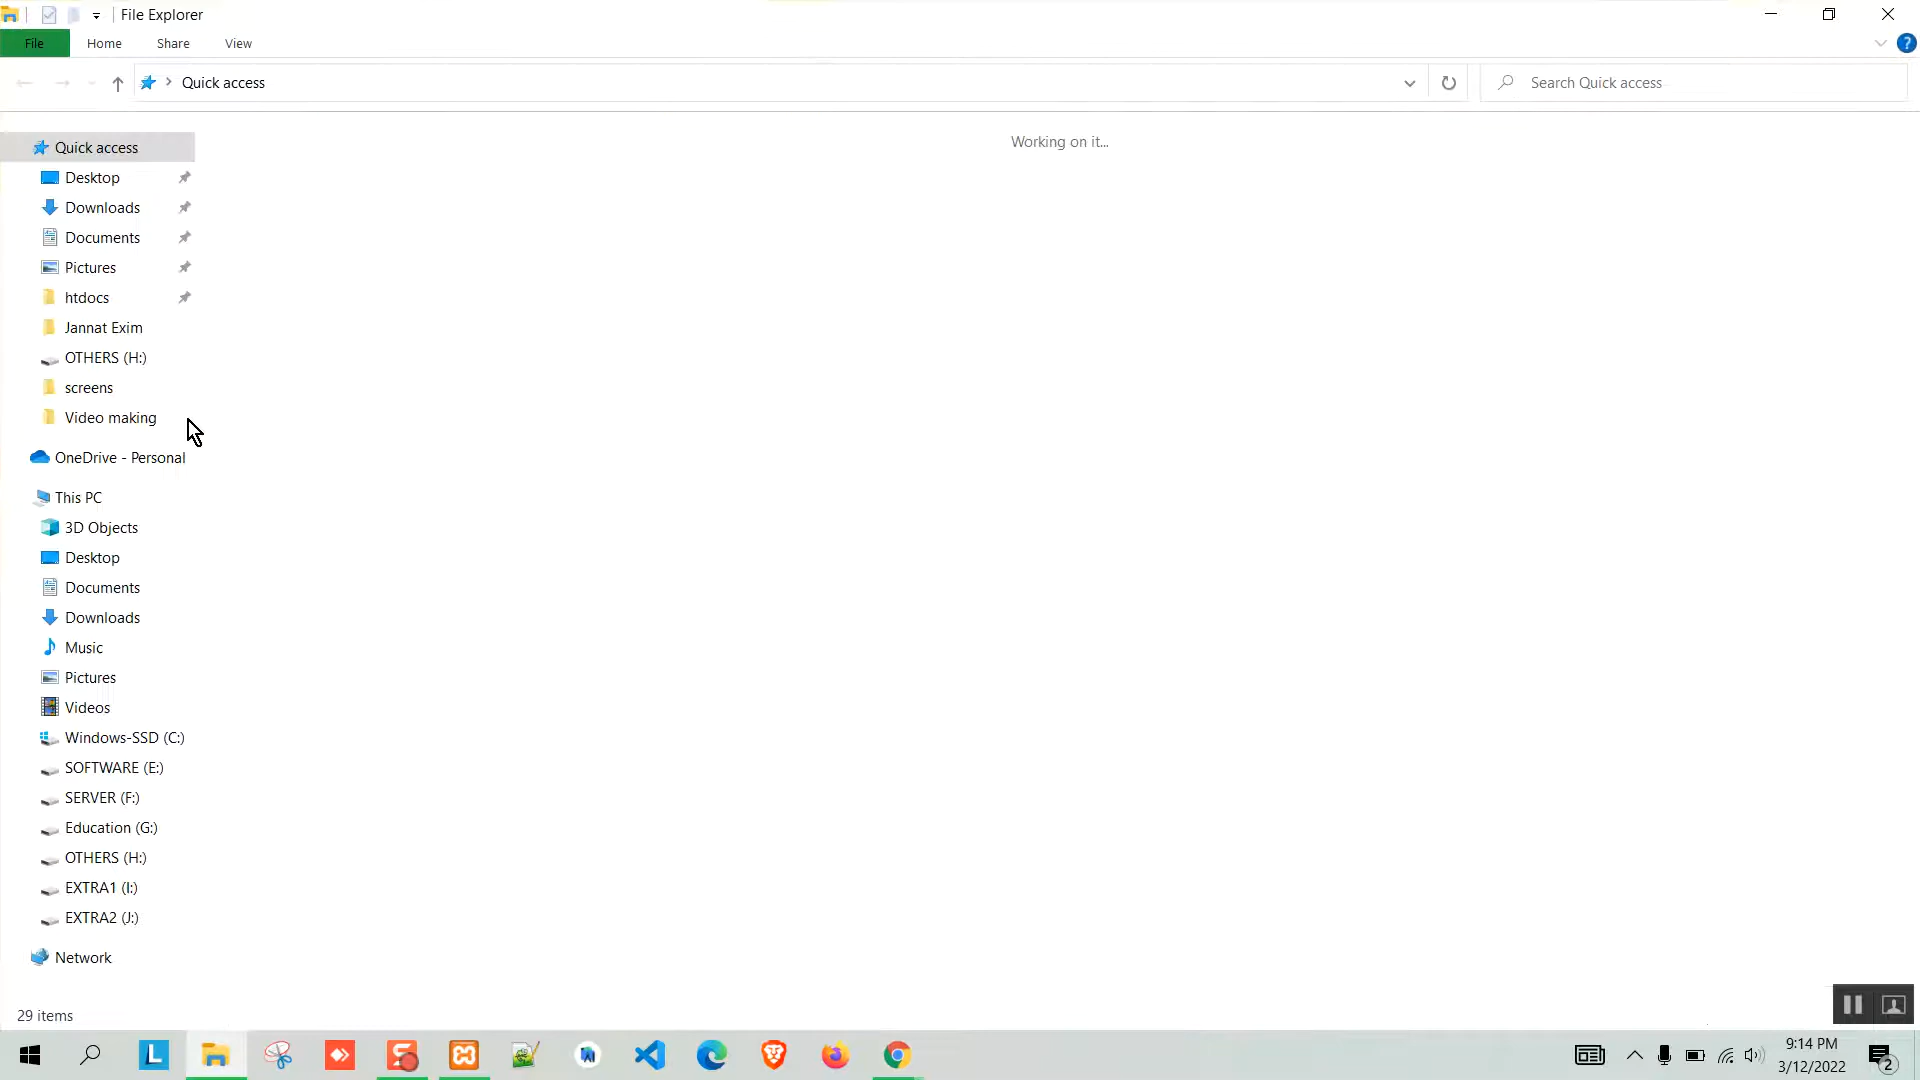 File Explorer
File Home Share View
Quick access
Search Quick access
Working on it...
Quick access
Desktop
Downloads
Documents
Pictures
htdocs
Jannat Exim
OTHERS (H:)
screens
Video making
OneDrive - Personal
This PC
3D Objects
Desktop
Documents
Downloads
Music
Pictures
Videos
Windows-SSD (C:)
SOFTWARE (E:)
SERVER (F:)
Education (G:)
OTHERS (H:)
EXTRA1 (I:)
EXTRA2 (J:)
Network
29 items
9:14 PM
3/12/2022
2